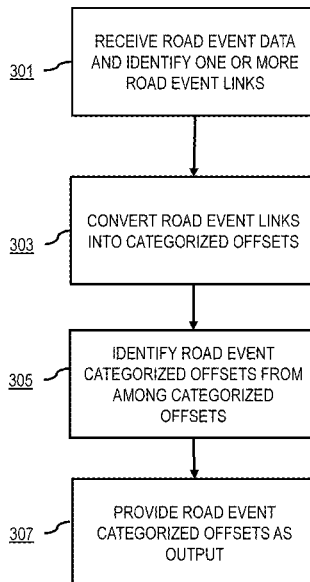 RECEIVE ROAD EVENT DATA
AND IDENTIFY ONE OR MORE
ROAD EVENT LINKS
301
CONVERT ROAD EVENT LINKS
INTO CATEGORIZED OFFSETS
303
IDENTIFY ROAD EVENT
CATEGORIZED OFFSETS FROM
AMONG CATEGORIZED
OFFSETS
305
PROVIDE ROAD EVENT
CATEGORIZED OFFSETS AS
OUTPUT
307